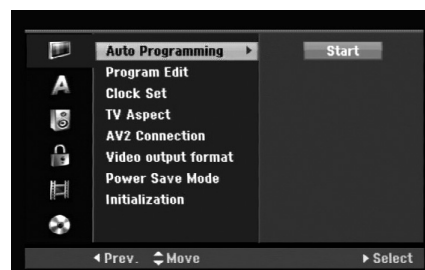 Auto Programming Start
Program Edit
Clock Set
TV Aspect
AV2 Connection
Video output format
Power Save Mode
Initialization
A
Prev. Move Select